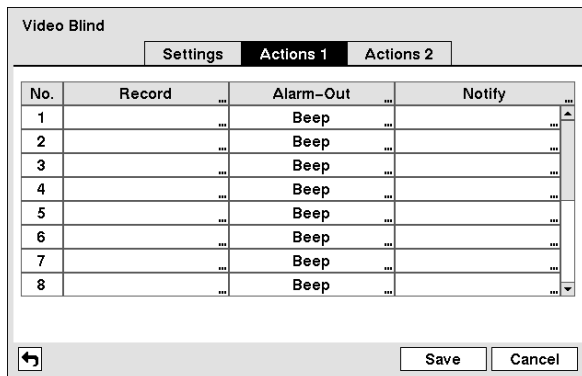 Video Blind
Settings Actions 1 Actions 2
No. Record ... Alarm-Out ... Notify ...
1 ... Beep ... ...
2 ... Beep ... ...
3 ... Beep ... ...
4 ... Beep ... ...
5 ... Beep ... ...
6 ... Beep ... ...
7 ... Beep ... ...
8 ... Beep ... ...
Save Cancel